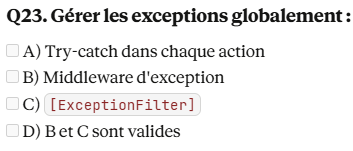 Q23. Gérer les exceptions globalement :
A) Try-catch dans chaque action
B) Middleware d'exception
C) [ExceptionFilter]
D) B et C sont valides